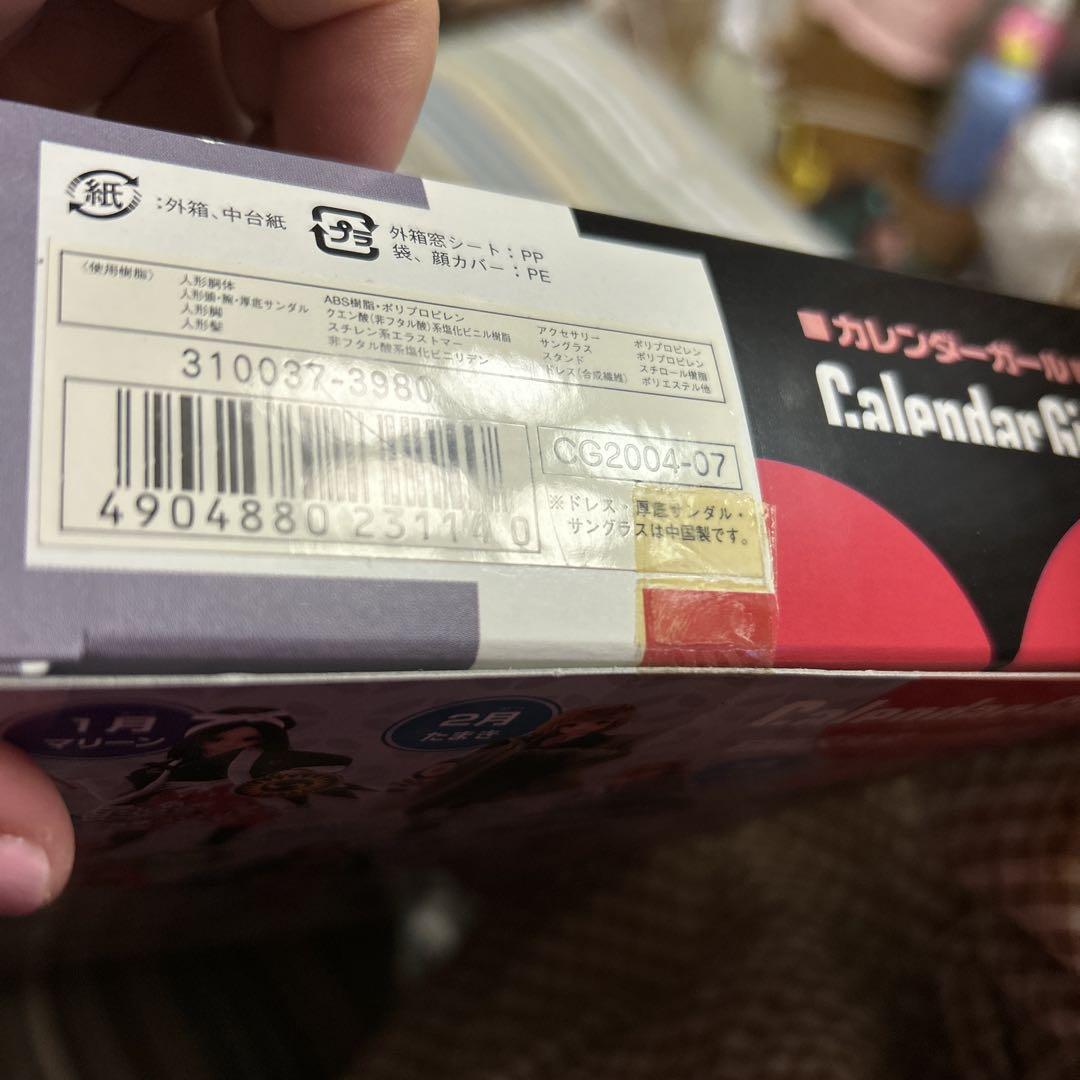 紙 :外箱、中台紙
プラ 外箱窓シート:PP
袋、顔カバー:PE
〈使用樹脂〉
人形胴体 ABS樹脂・ポリプロピレン
人形頭・腕・厚底サンダル クエン酸(非フタル酸)系塩化ビニル樹脂
人形脚 スチレン系エラストマー
人形髪 非フタル酸系塩化ビニリデン
アクセサリー ポリプロピレン
サングラス ポリプロピレン
スタンド スチロール樹脂
ドレス(合成繊維) ポリエステル他
310037-3980
4904880 231140
CG2004-07
※ドレス・厚底サンダル・
サングラスは中国製です。
■カレンダーガール
Calendar Gi
1月
マリーン
2月
たまき
Calendar